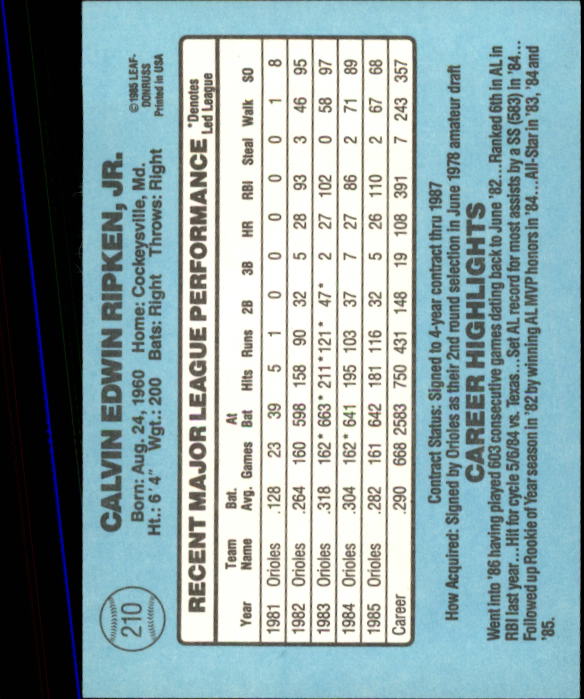 210
CALVIN EDWIN RIPKEN, JR.
Born: Aug. 24, 1960 Home: Cockeysville, Md.
Ht.: 6'4" Wgt.: 200 Bats: Right Throws: Right
©1985 LEAF-
DONRUSS
Printed in USA
RECENT MAJOR LEAGUE PERFORMANCE *Denotes
Led League
Year Team Name Bat. Avg. Games At Bat Hits Runs 2B 3B HR RBI Steal Walk SO
1981 Orioles .128 23 39 5 1 0 0 0 0 0 1 8
1982 Orioles .264 160 598 158 90 32 5 28 93 3 46 95
1983 Orioles .318 162* 663* 211* 121* 47* 2 27 102 0 58 97
1984 Orioles .304 162* 641 195 103 37 7 27 86 2 71 89
1985 Orioles .282 161 642 181 116 32 5 26 110 2 67 68
Career .290 668 2583 750 431 148 19 108 391 7 243 357
Contract Status: Signed to 4-year contract thru 1987
How Acquired: Signed by Orioles as their 2nd round selection in June 1978 amateur draft
CAREER HIGHLIGHTS
Went into '86 having played 603 consecutive games dating back to June '82....Ranked 6th in AL in
RBI last year...Hit for cycle 5/6/84 vs. Texas...Set AL record for most assists by a SS (583) in '84...
Followed up Rookie of Year season in '82 by winning AL MVP honors in '84....All-Star in '83, '84 and
'85.